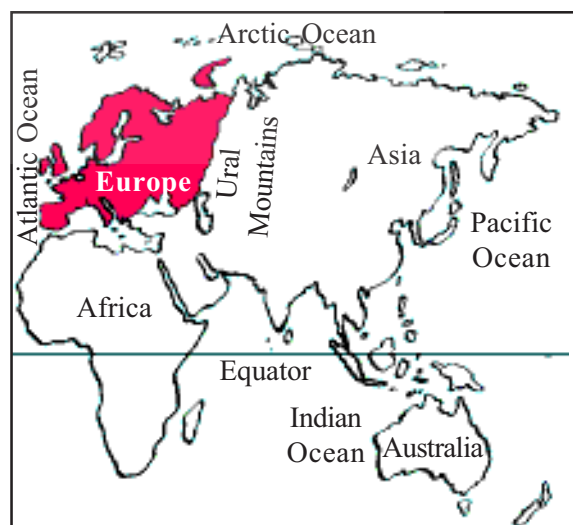 Arctic Ocean
Atlantic Ocean
Ural
Mountains
Asia
Europe
Pacific
Ocean
Africa
Equator
Indian
Ocean
Australia